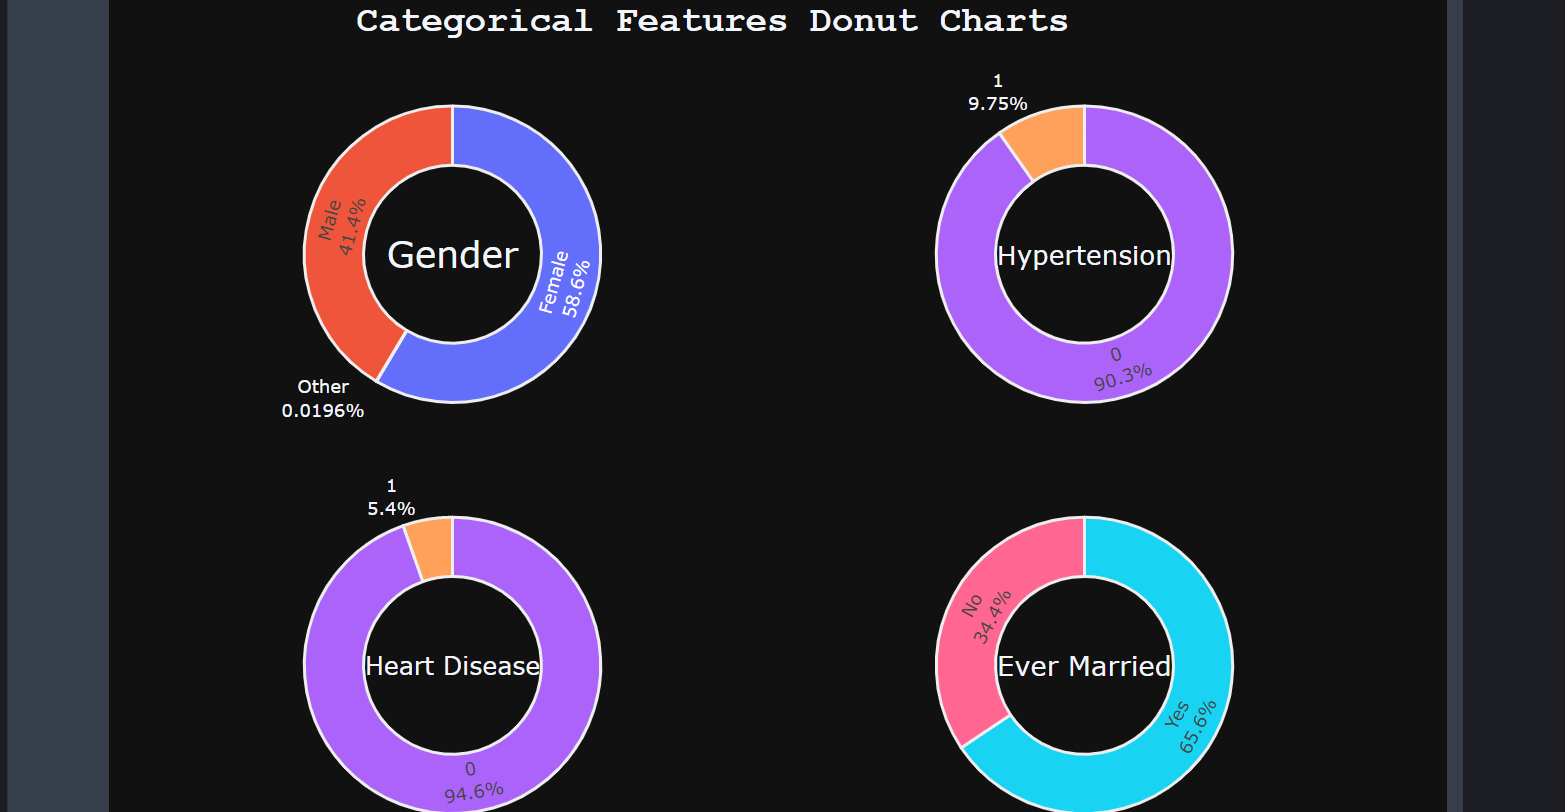 Categorical Features Donut Charts
Male
41.4%
Gender
Female
58.6%
Other
0.0196%
1
9.75%
Hypertension
0
90.3%
1
5.4%
Heart Disease
0
94.6%
No
34.4%
Ever Married
Yes
65.6%